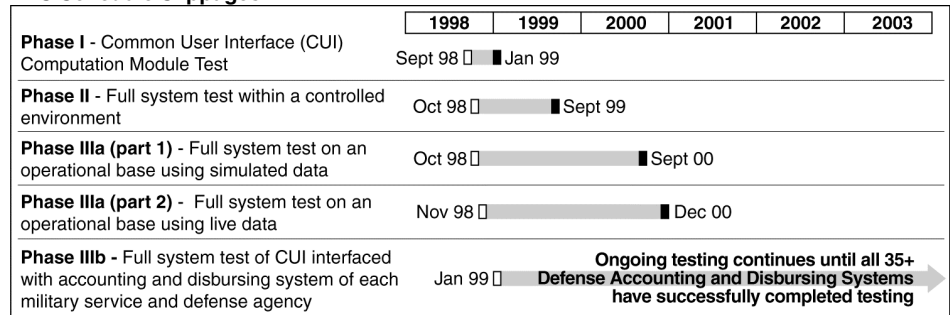 1998 1999 2000 2001 2002 2003
Phase I - Common User Interface (CUI)
Computation Module Test
Sept 98 Jan 99
Phase II - Full system test within a controlled
environment
Oct 98 Sept 99
Phase IIIa (part 1) - Full system test on an
operational base using simulated data
Oct 98 Sept 00
Phase IIIa (part 2) - Full system test on an
operational base using live data
Nov 98 Dec 00
Phase IIIb - Full system test of CUI interfaced
with accounting and disbursing system of each
military service and defense agency
Jan 99
Ongoing testing continues until all 35+
Defense Accounting and Disbursing Systems
have successfully completed testing